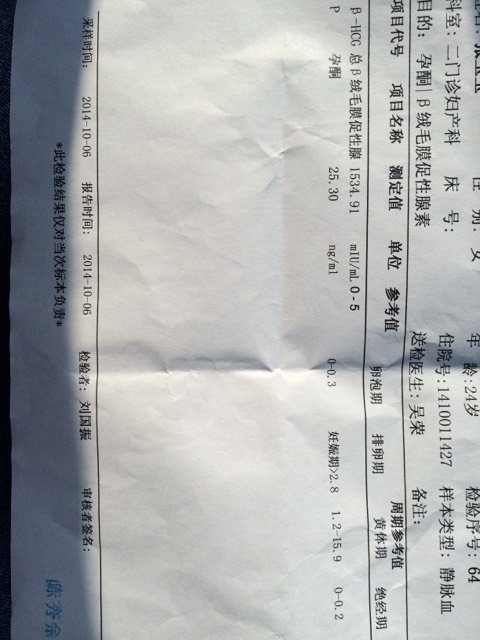 性 别: 女 年 龄:24岁 检验序号: 64
科室: 二门诊妇产科 床 号: 住院号:1410011427 样本类型: 静脉血
目的: 孕酮|β绒毛膜促性腺素 送检医生: 吴荣 备注:
项目代号 项目名称 测定值 单位 参考值 周期参考值
卵泡期 排卵期 黄体期 绝经期
β-HCG 总β绒毛膜促性腺 1534.91 mIU/mL 0-5
P 孕酮 25.30 ng/ml 0-0.3 妊娠期>2.8 1.2-15.9 0-0.2
采样时间: 2014-10-06 报告时间: 2014-10-06 检验者: 刘国振 审核者签名:
*此检验结果仅对当次标本负责*